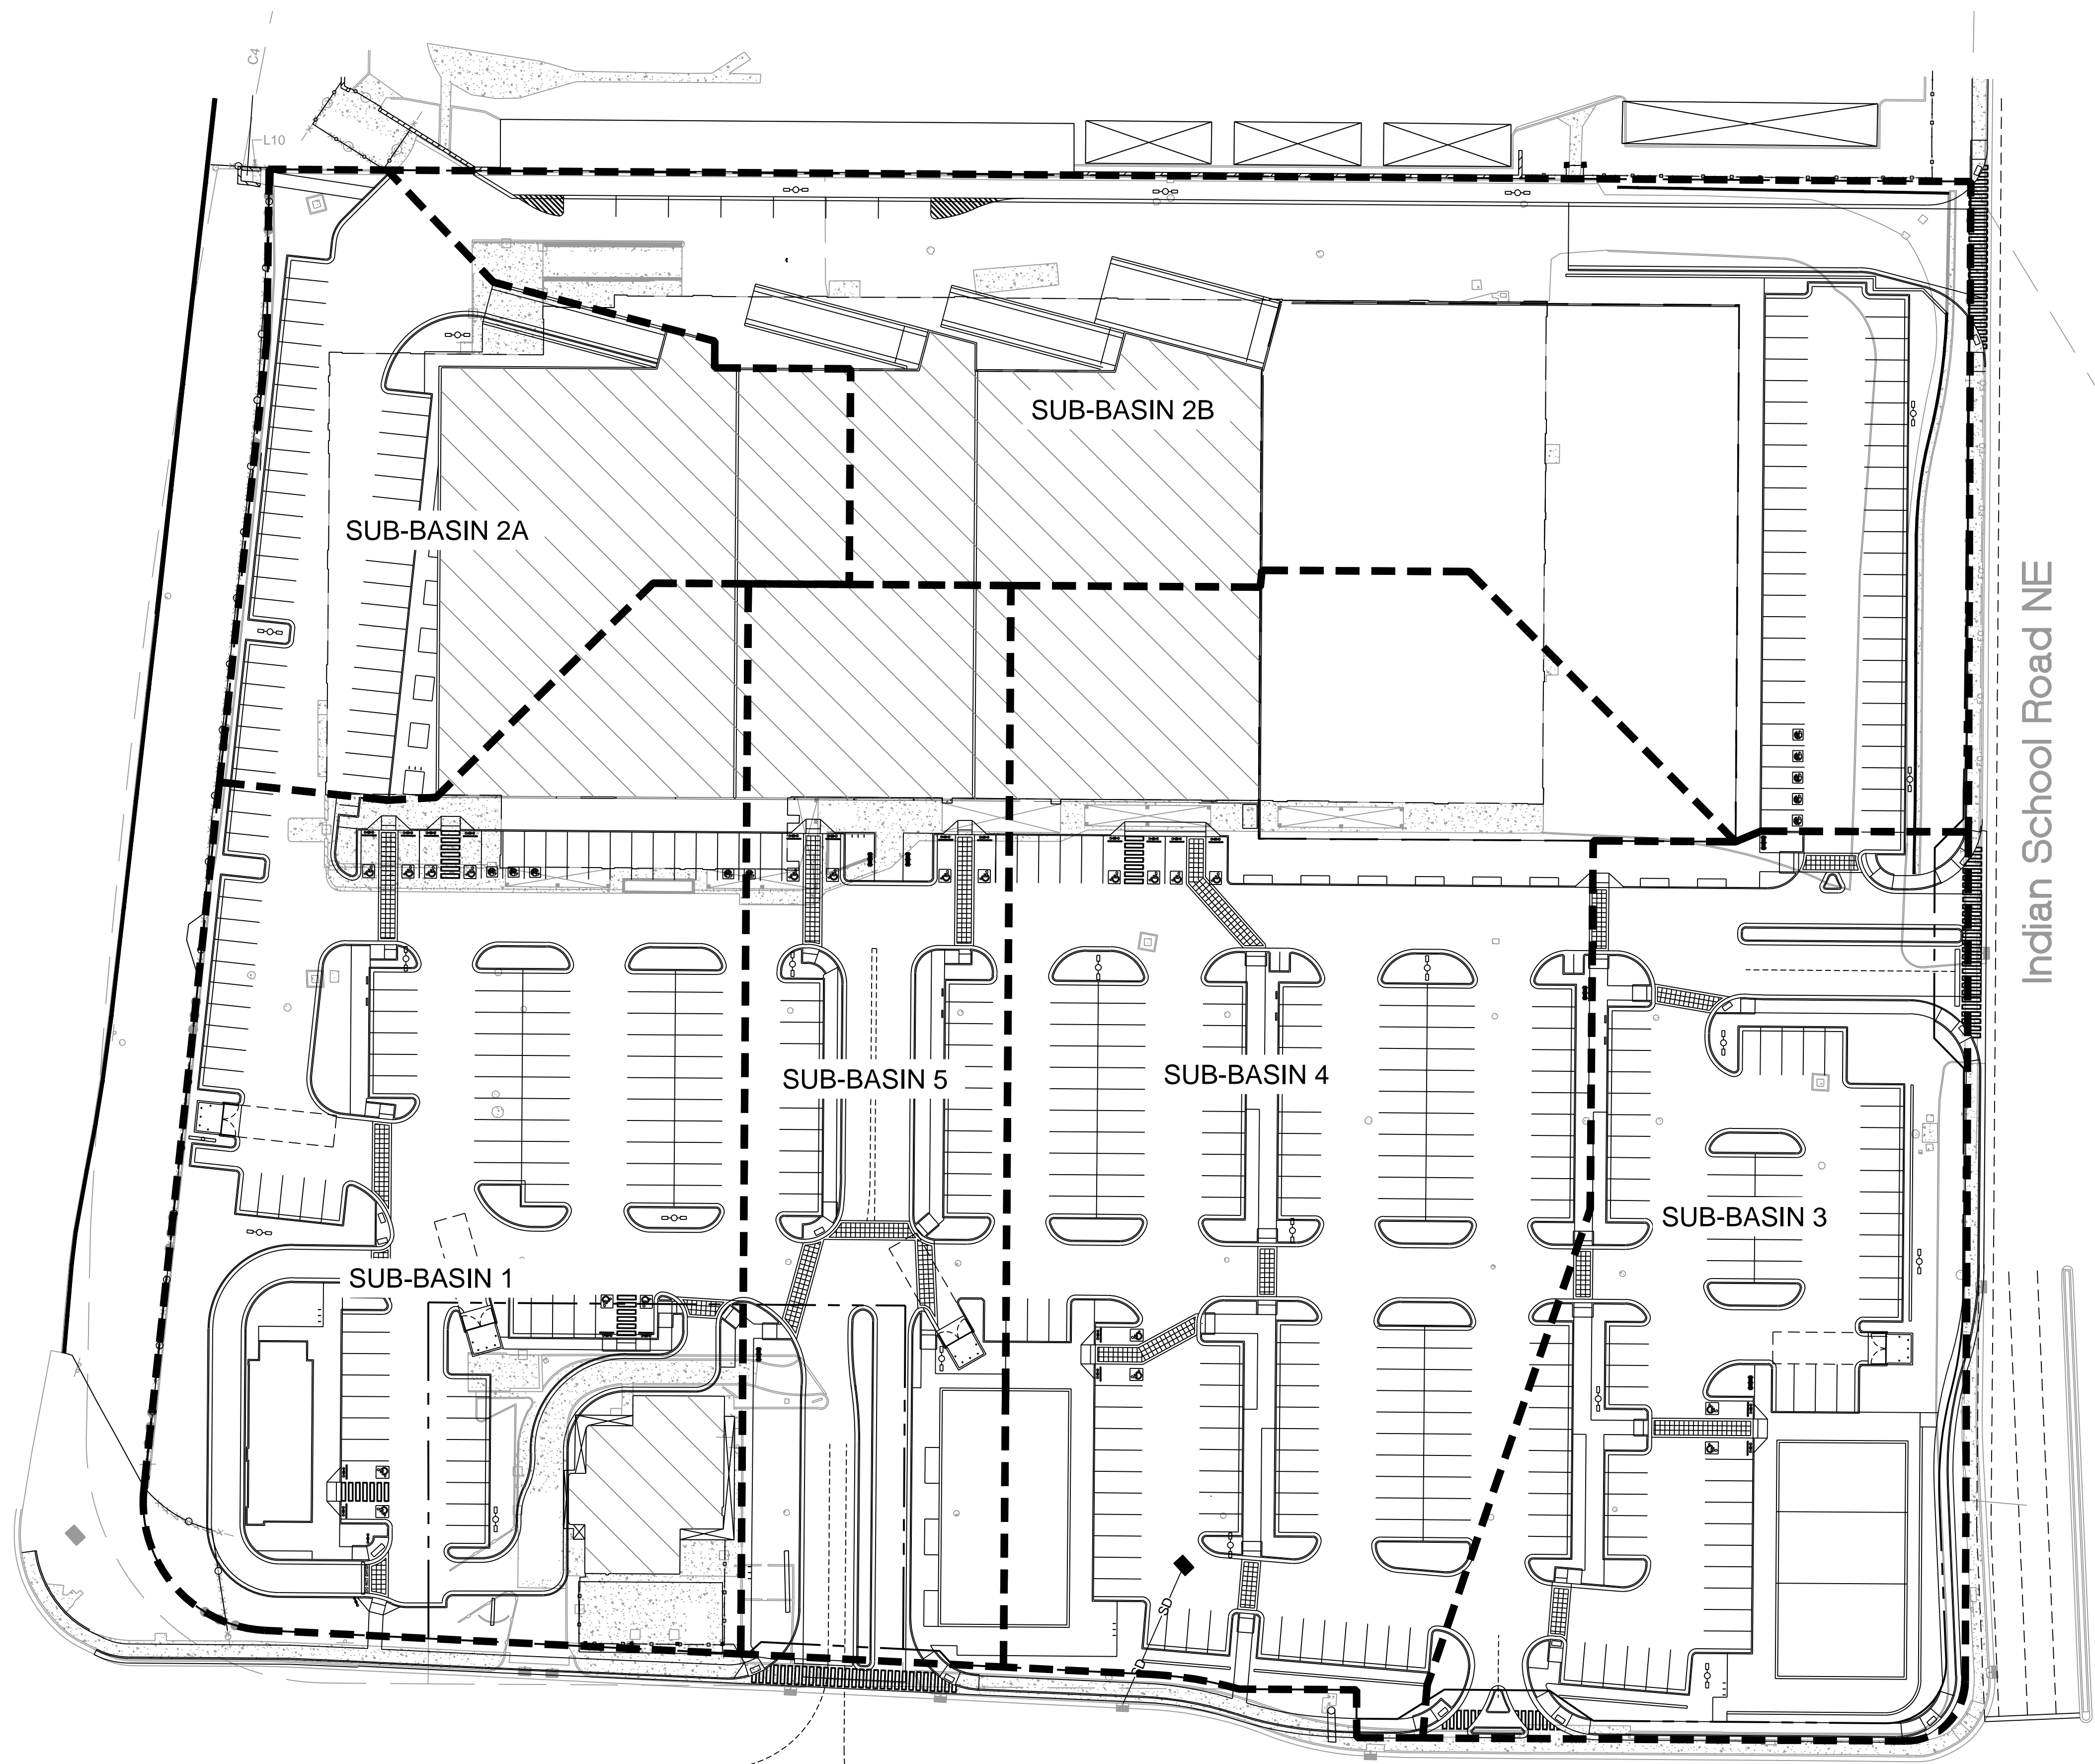 C4
L10
SUB-BASIN 2B
SUB-BASIN 2A
Indian School Road NE
SUB-BASIN 5
SUB-BASIN 4
SUB-BASIN 3
SUB-BASIN 1
SD
SD